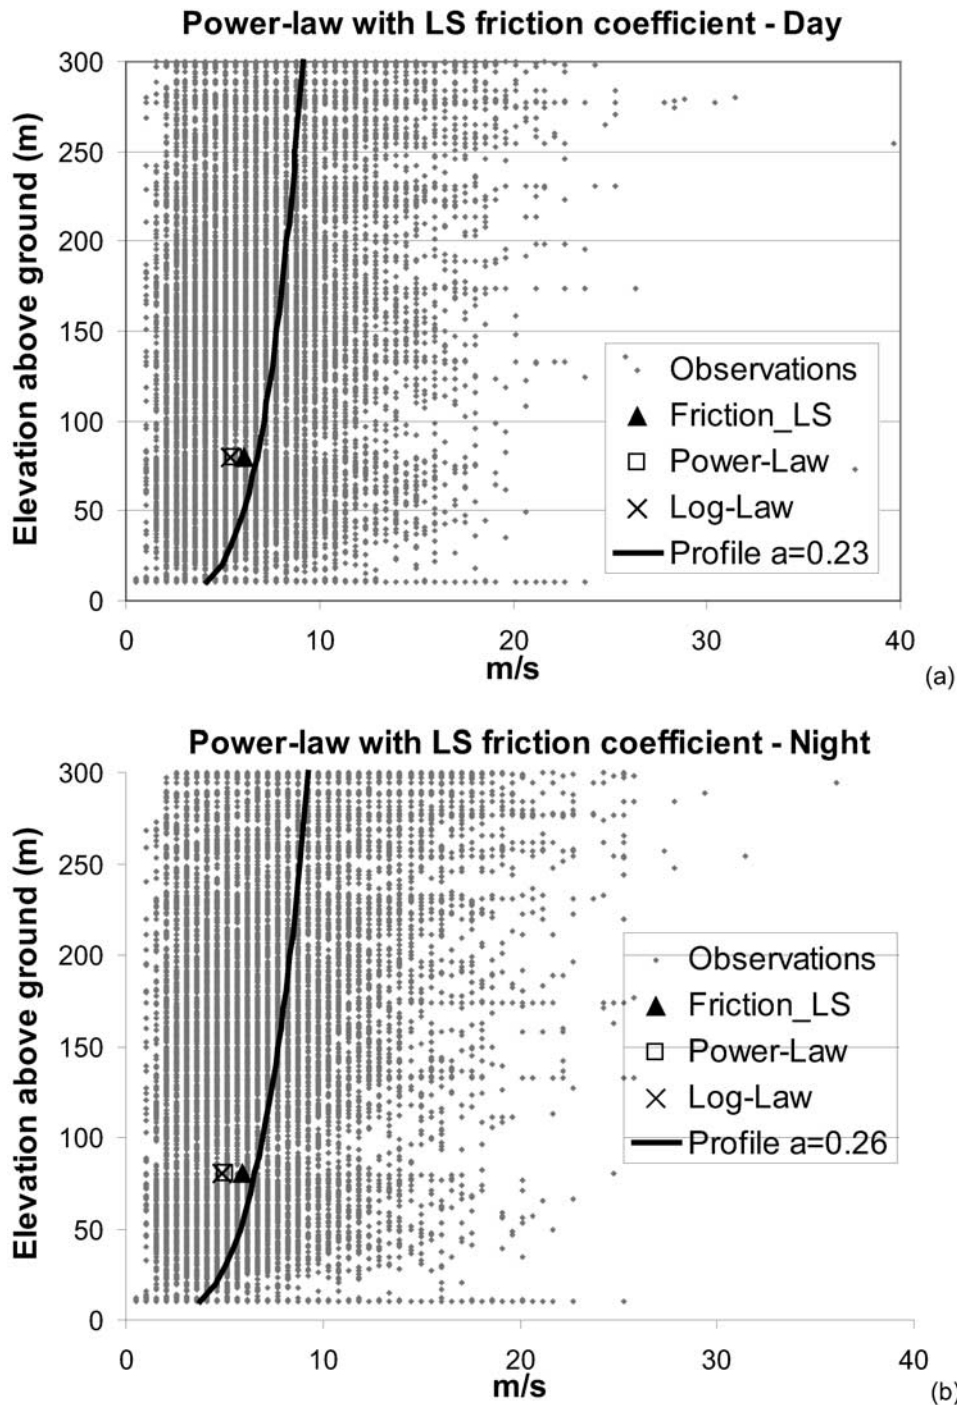 Power-law with LS friction coefficient - Day
Elevation above ground (m)
300
250
200
150
100
50
0
Observations
Friction_LS
Power-Law
Log-Law
Profile a=0.23
0 10 20 30 40
m/s
(a)
Power-law with LS friction coefficient - Night
Elevation above ground (m)
300
250
200
150
100
50
0
Observations
Friction_LS
Power-Law
Log-Law
Profile a=0.26
0 10 20 30 40
m/s
(b)